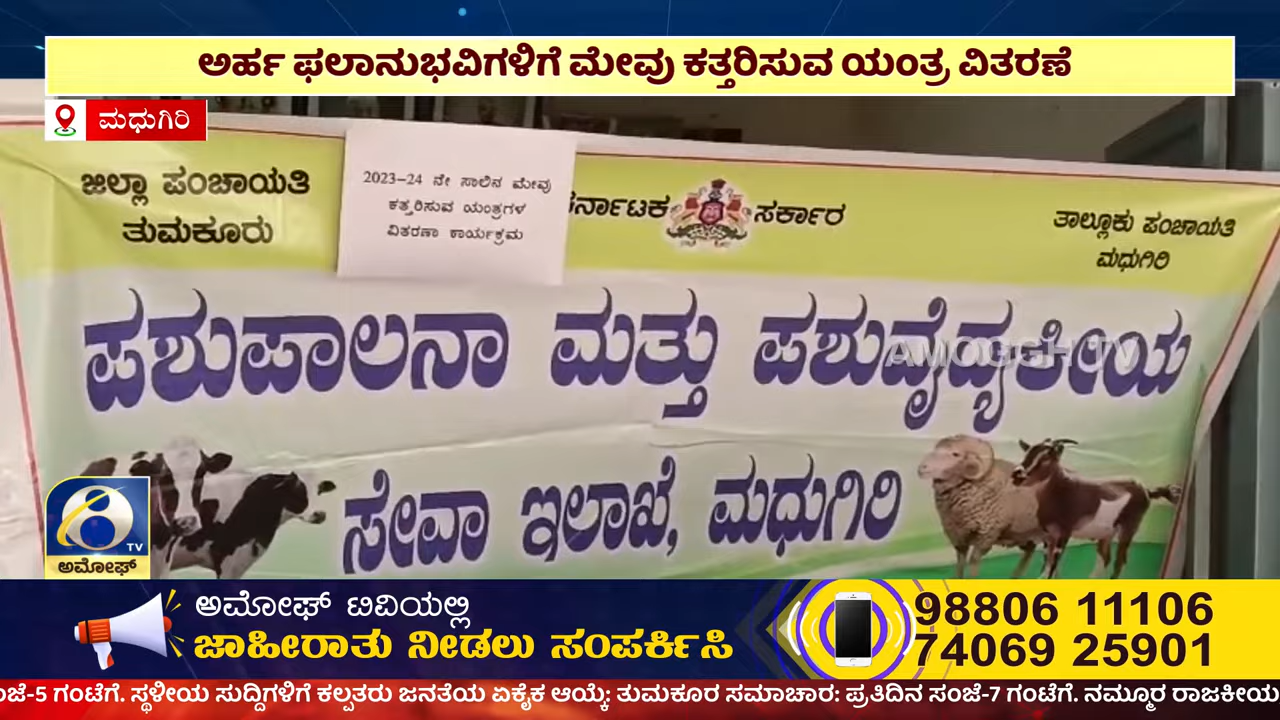 ಅರ್ಹ ಫಲಾನುಭವಿಗಳಿಗೆ ಮೇವು ಕತ್ತರಿಸುವ ಯಂತ್ರ ವಿತರಣೆ
ಮಧುಗಿರಿ
ಜಿಲ್ಲಾ ಪಂಚಾಯತಿ
ತುಮಕೂರು
2023-24 ನೇ ಸಾಲಿನ ಮೇವು
ಕತ್ತರಿಸುವ ಯಂತ್ರಗಳ
ವಿತರಣಾ ಕಾರ್ಯಕ್ರಮ
ರ್ನಾಟಕ ಸರ್ಕಾರ
ತಾಲ್ಲೂಕು ಪಂಚಾಯತಿ
ಮಧುಗಿರಿ
ಪಶುಪಾಲನಾ ಮತ್ತು ಪಶುವೈದ್ಯಕೀಯ
AMOGGH TV
ಸೇವಾ ಇಲಾಖೆ, ಮಧುಗಿರಿ
TV
ಅಮೋಘ್
ಅಮೋಘ್ ಟಿವಿಯಲ್ಲಿ
ಜಾಹೀರಾತು ನೀಡಲು ಸಂಪರ್ಕಿಸಿ
98806 11106
74069 25901
ಜೆ-5 ಗಂಟೆಗೆ. ಸ್ಥಳೀಯ ಸುದ್ದಿಗಳಿಗೆ ಕಲ್ಪತರು ಜನತೆಯ ಏಕೈಕ ಆಯ್ಕೆ: ತುಮಕೂರ ಸಮಾಚಾರ: ಪ್ರತಿದಿನ ಸಂಜೆ-7 ಗಂಟೆಗೆ. ನಮ್ಮೂರ ರಾಜಕೀಯ